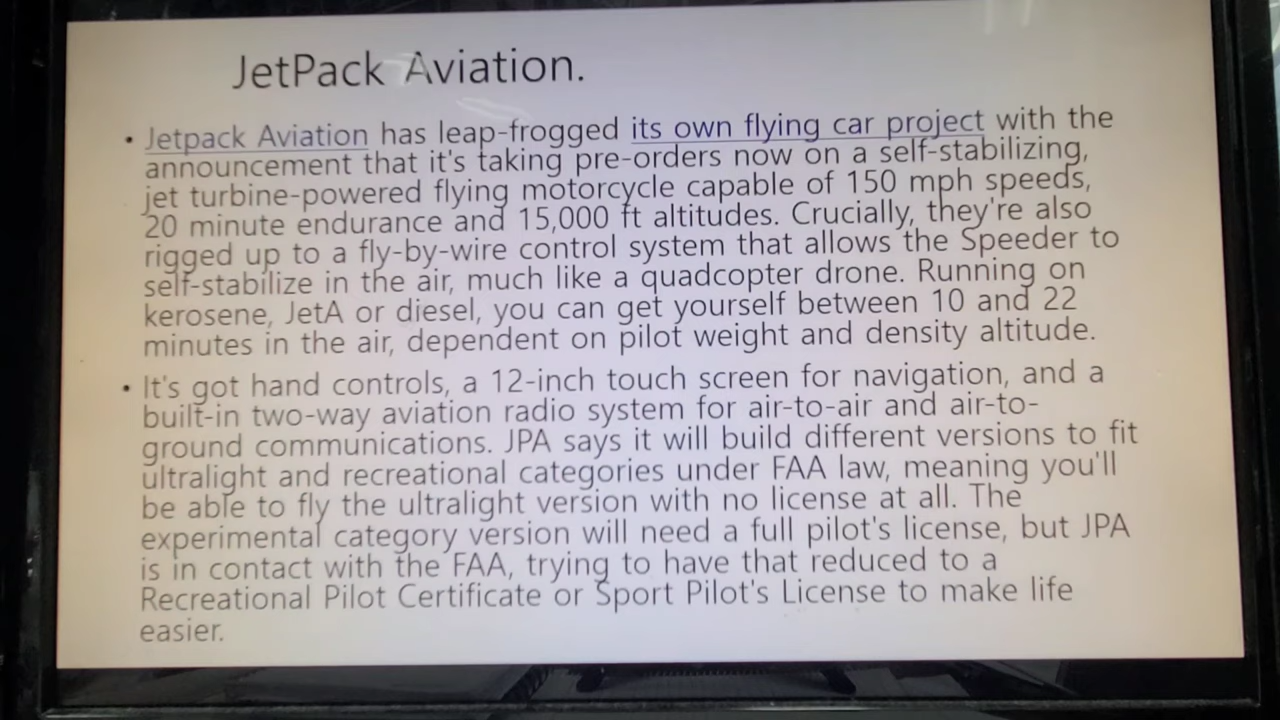 JetPack Aviation.
• Jetpack Aviation has leap-frogged its own flying car project with the
announcement that it's taking pre-orders now on a self-stabilizing,
jet turbine-powered flying motorcycle capable of 150 mph speeds,
20 minute endurance and 15,000 ft altitudes. Crucially, they're also
rigged up to a fly-by-wire control system that allows the Speeder to
self-stabilize in the air, much like a quadcopter drone. Running on
kerosene, JetA or diesel, you can get yourself between 10 and 22
minutes in the air, dependent on pilot weight and density altitude.
• It's got hand controls, a 12-inch touch screen for navigation, and a
built-in two-way aviation radio system for air-to-air and air-to-
ground communications. JPA says it will build different versions to fit
ultralight and recreational categories under FAA law, meaning you'll
be able to fly the ultralight version with no license at all. The
experimental category version will need a full pilot's license, but JPA
is in contact with the FAA, trying to have that reduced to a
Recreational Pilot Certificate or Sport Pilot's License to make life
easier.